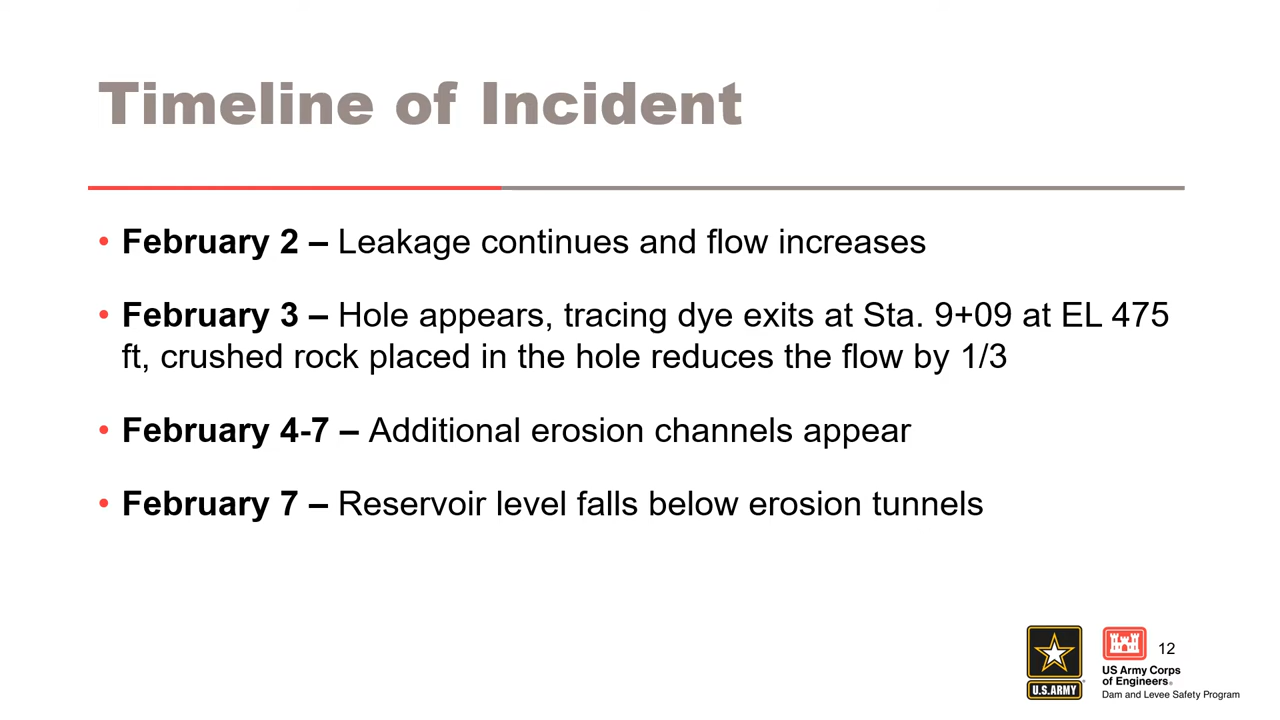 Timeline of Incident
• February 2 – Leakage continues and flow increases
• February 3 – Hole appears, tracing dye exits at Sta. 9+09 at EL 475
ft, crushed rock placed in the hole reduces the flow by 1/3
• February 4-7 – Additional erosion channels appear
• February 7 – Reservoir level falls below erosion tunnels
12
U.S.ARMY
US Army Corps
of Engineers®
Dam and Levee Safety Program